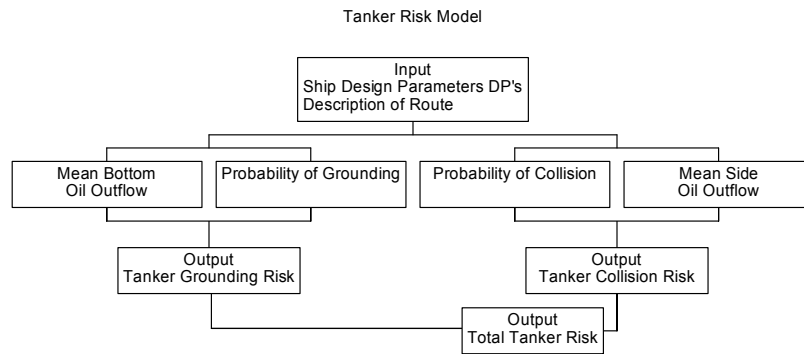 Tanker Risk Model
Input
Ship Design Parameters DP's
Description of Route
Mean Bottom
Oil Outflow
Probability of Grounding
Probability of Collision
Mean Side
Oil Outflow
Output
Tanker Grounding Risk
Output
Tanker Collision Risk
Output
Total Tanker Risk